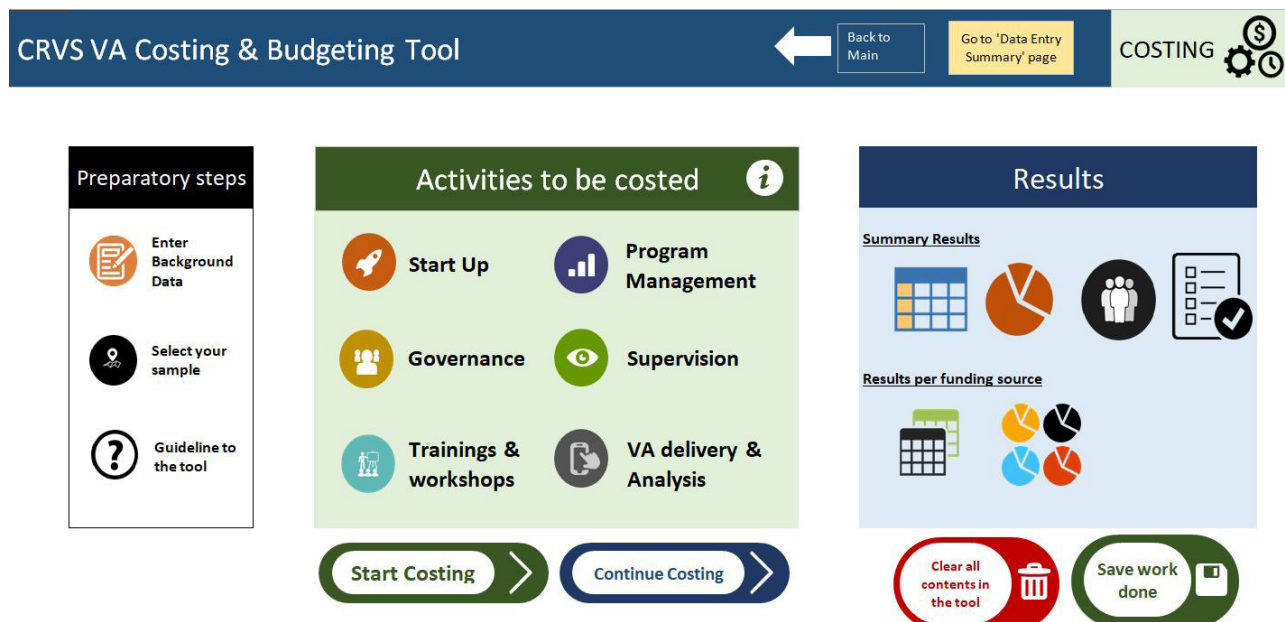 CRVS VA Costing & Budgeting Tool
Back to
Main
Go to 'Data Entry
Summary' page
COSTING
Preparatory steps
Enter
Background
Data
Select your
sample
Guideline to
the tool
Activities to be costed
Start Up
Program
Management
Governance
Supervision
Trainings &
workshops
VA delivery &
Analysis
Start Costing
Continue Costing
Results
Summary Results
Results per funding source
Clear all
contents in
the tool
Save work
done